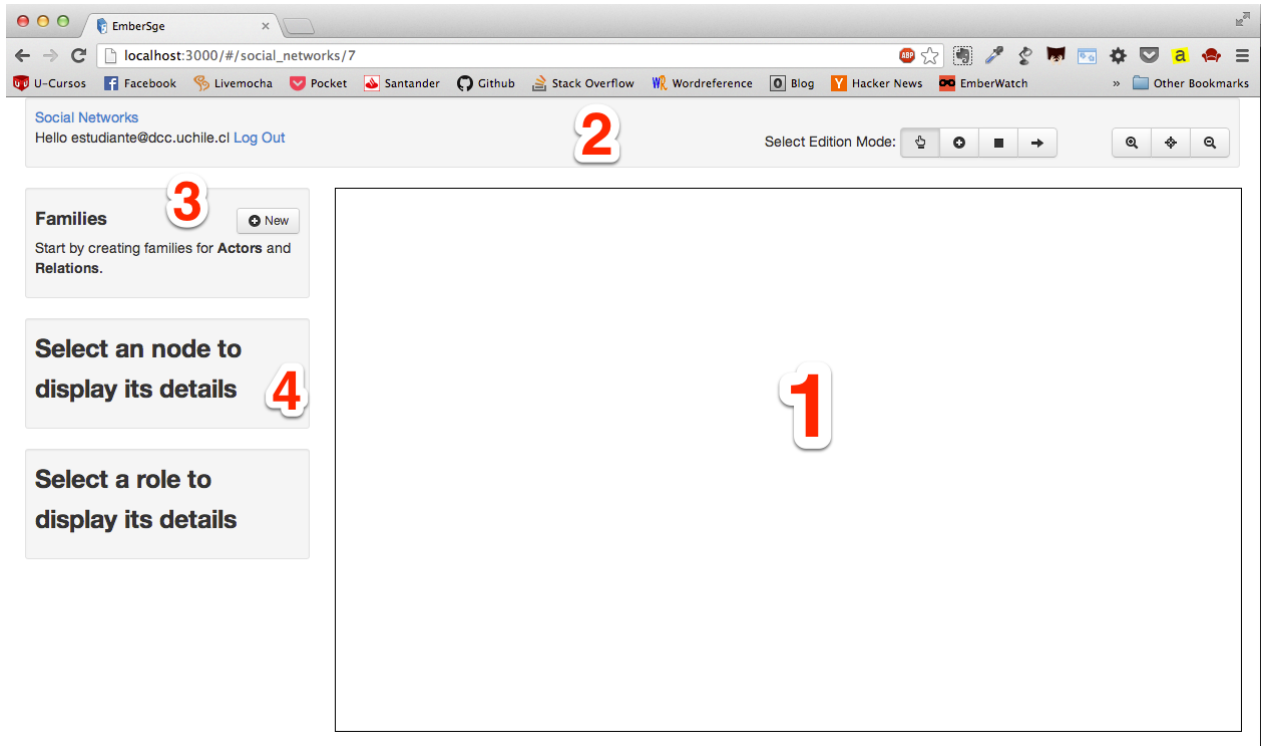 EmberSge
localhost:3000/#/social_networks/7
ABP
a
U-Cursos Facebook Livemocha Pocket Santander Github Stack Overflow Wordreference Blog Hacker News EmberWatch » Other Bookmarks
Social Networks
Hello estudiante@dcc.uchile.cl Log Out
2
Select Edition Mode:
3
Families
New
Start by creating families for Actors and
Relations.
Select an node to
display its details
4
1
Select a role to
display its details